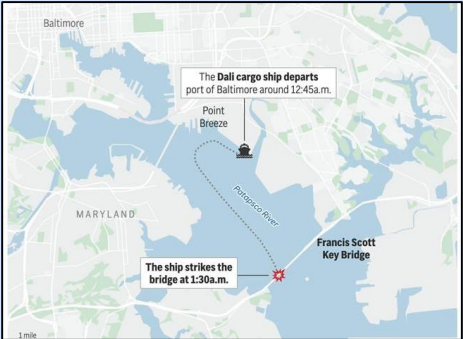 Baltimore
The Dali cargo ship departs
port of Baltimore around 12:45a.m.
Point
Breeze
Patapsco River
MARYLAND
Francis Scott
Key Bridge
The ship strikes the
bridge at 1:30a.m.
1 mile